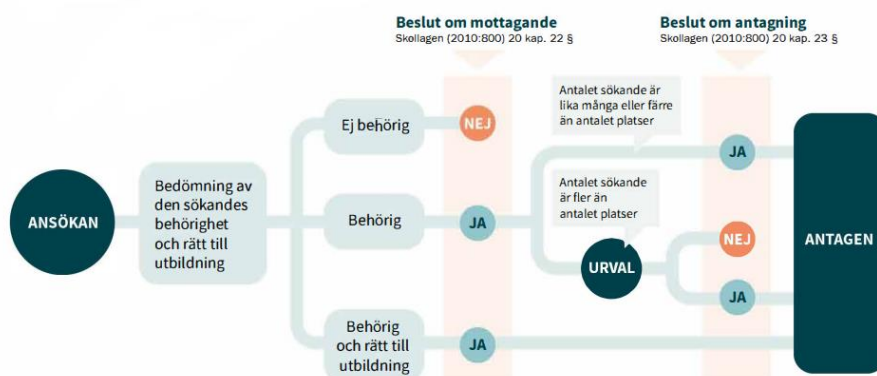 Beslut om mottagande
Skollagen (2010:800) 20 kap. 22 §
Beslut om antagning
Skollagen (2010:800) 20 kap. 23 §
ANSÖKAN
Bedömning av
den sökandes
behörighet
och rätt till
utbildning
Ej behörig
NEJ
Behörig
JA
Behörig
och rätt till
utbildning
JA
Antalet sökande är
lika många eller färre
än antalet platser
JA
Antalet sökande
är fler än
antalet platser
URVAL
NEJ
JA
ANTAGEN